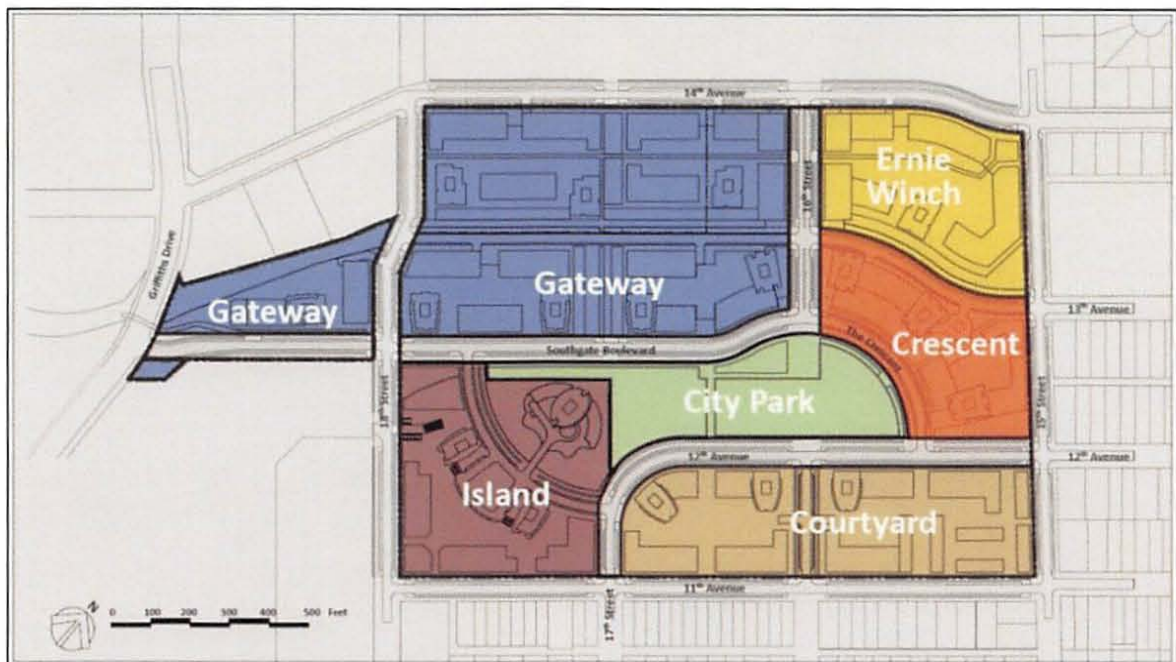 14th Avenue
Ernie
Winch
16th Street
Griffiths Drive
Gateway
Gateway
13th Avenue
Crescent
The Crescent
Southgate Boulevard
City Park
18th Street
15th Street
12th Avenue
12th Avenue
Island
Courtyard
11th Avenue
17th Street
N
0 100 200 300 400 500 Feet